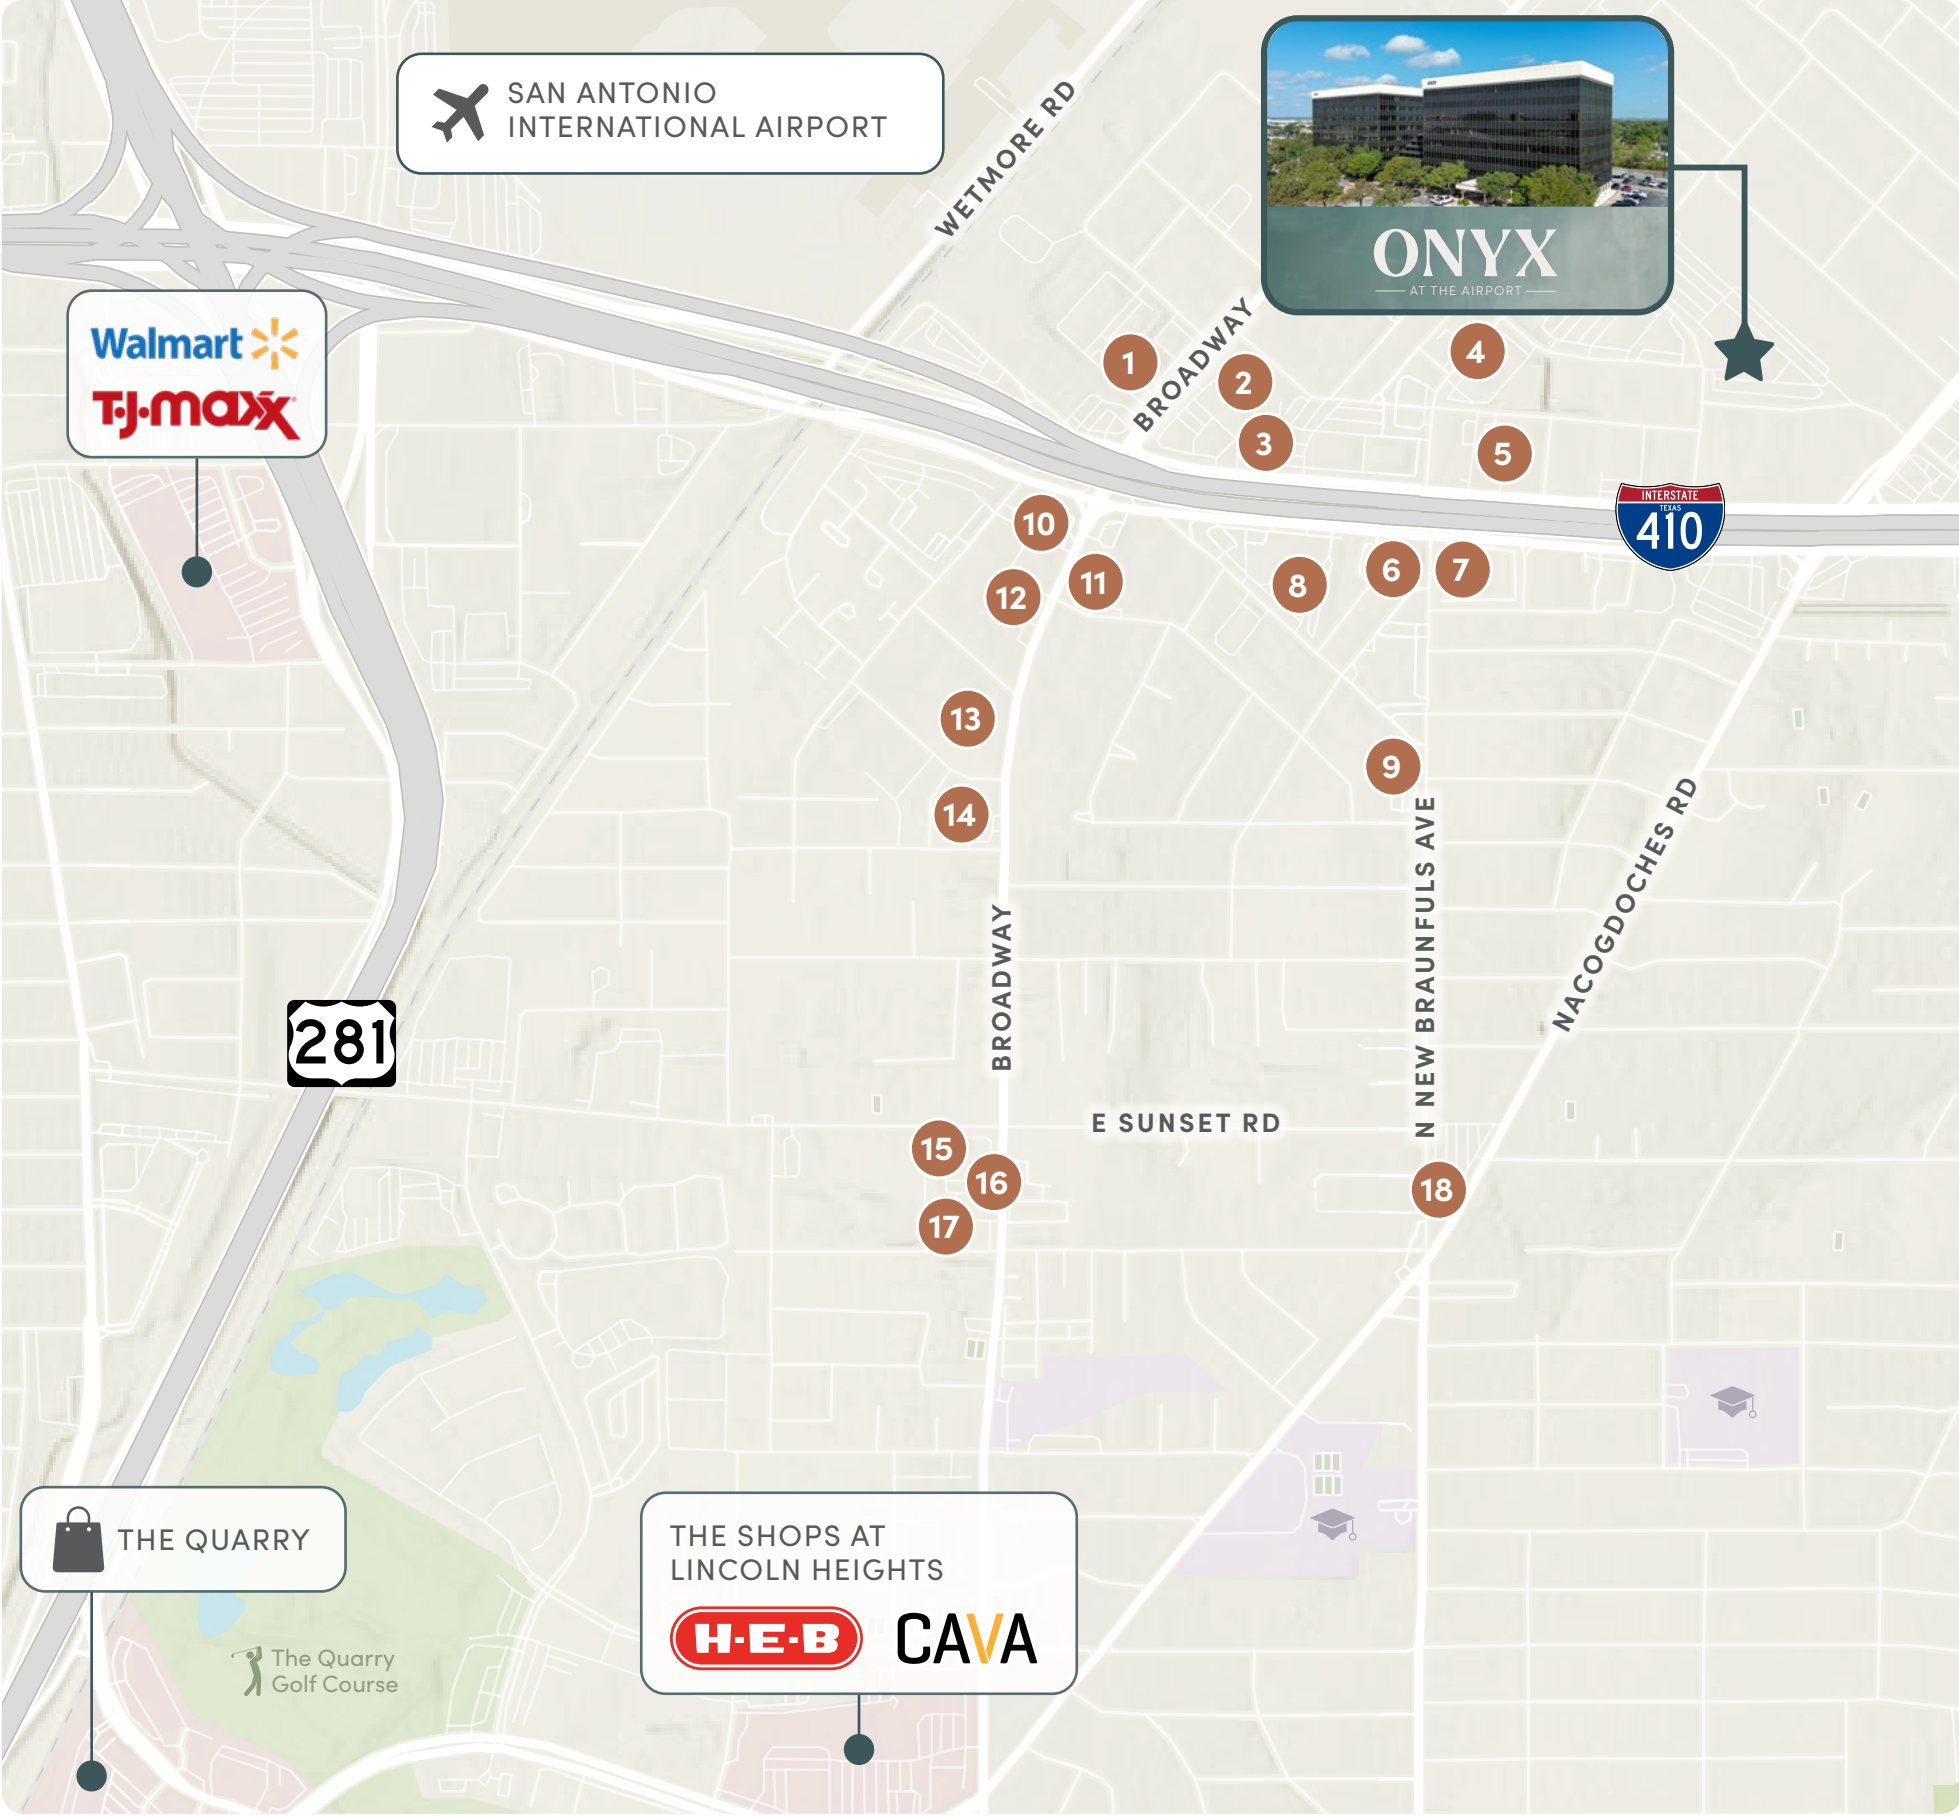 SAN ANTONIO
INTERNATIONAL AIRPORT
WETMORE RD
ONYX
AT THE AIRPORT
Walmart
T·J·maxx
BROADWAY
1
2
3
4
5
INTERSTATE
TEXAS
410
6
7
8
9
10
11
12
13
14
BROADWAY
N NEW BRAUNFULS AVE
NACOGDOCHES RD
281
E SUNSET RD
15
16
17
18
THE QUARRY
The Quarry
Golf Course
THE SHOPS AT
LINCOLN HEIGHTS
H-E-B
CAVA